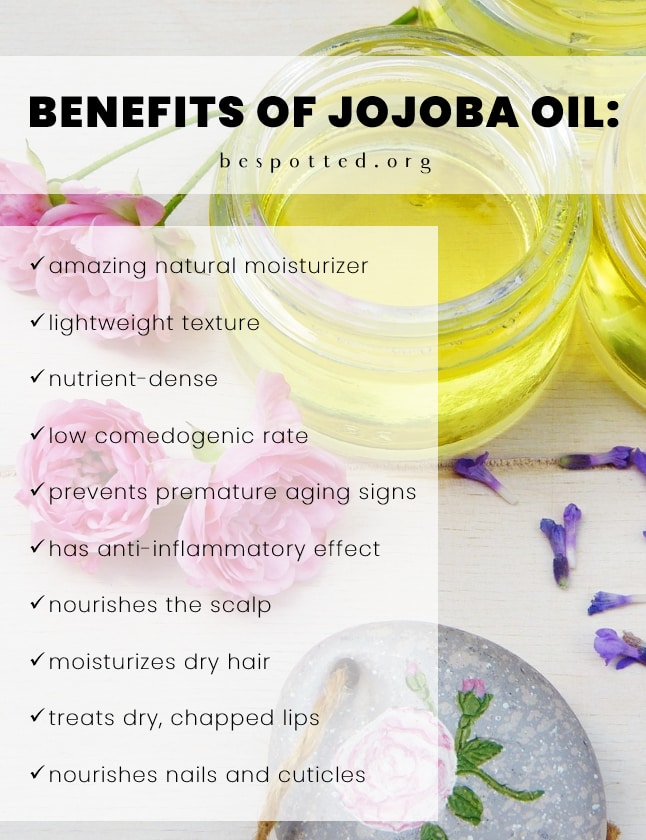 BENEFITS OF JOJOBA OIL:
bespotted.org
✓amazing natural moisturizer
✓lightweight texture
✓nutrient-dense
✓low comedogenic rate
✓prevents premature aging signs
✓has anti-inflammatory effect
✓nourishes the scalp
✓moisturizes dry hair
✓treats dry, chapped lips
✓nourishes nails and cuticles